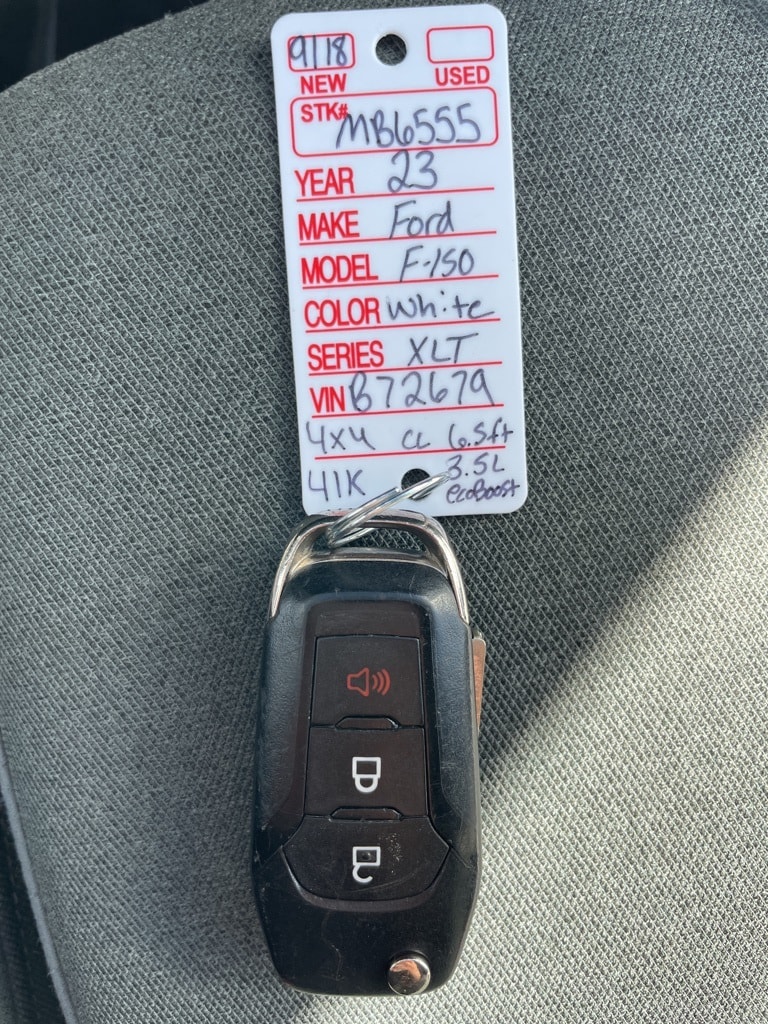 9/18
NEW USED
STK# MB6555
YEAR 23
MAKE Ford
MODEL F-150
COLOR White
SERIES XLT
VIN B72679
4x4 CC 6.5ft
41K 3.5L
ecoBoost